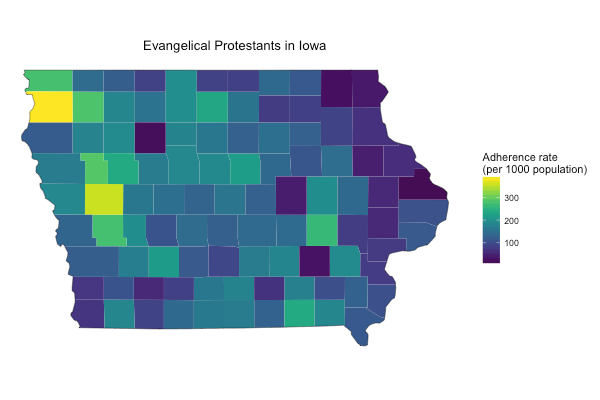 Evangelical Protestants in Iowa
Adherence rate
(per 1000 population)
300
200
100